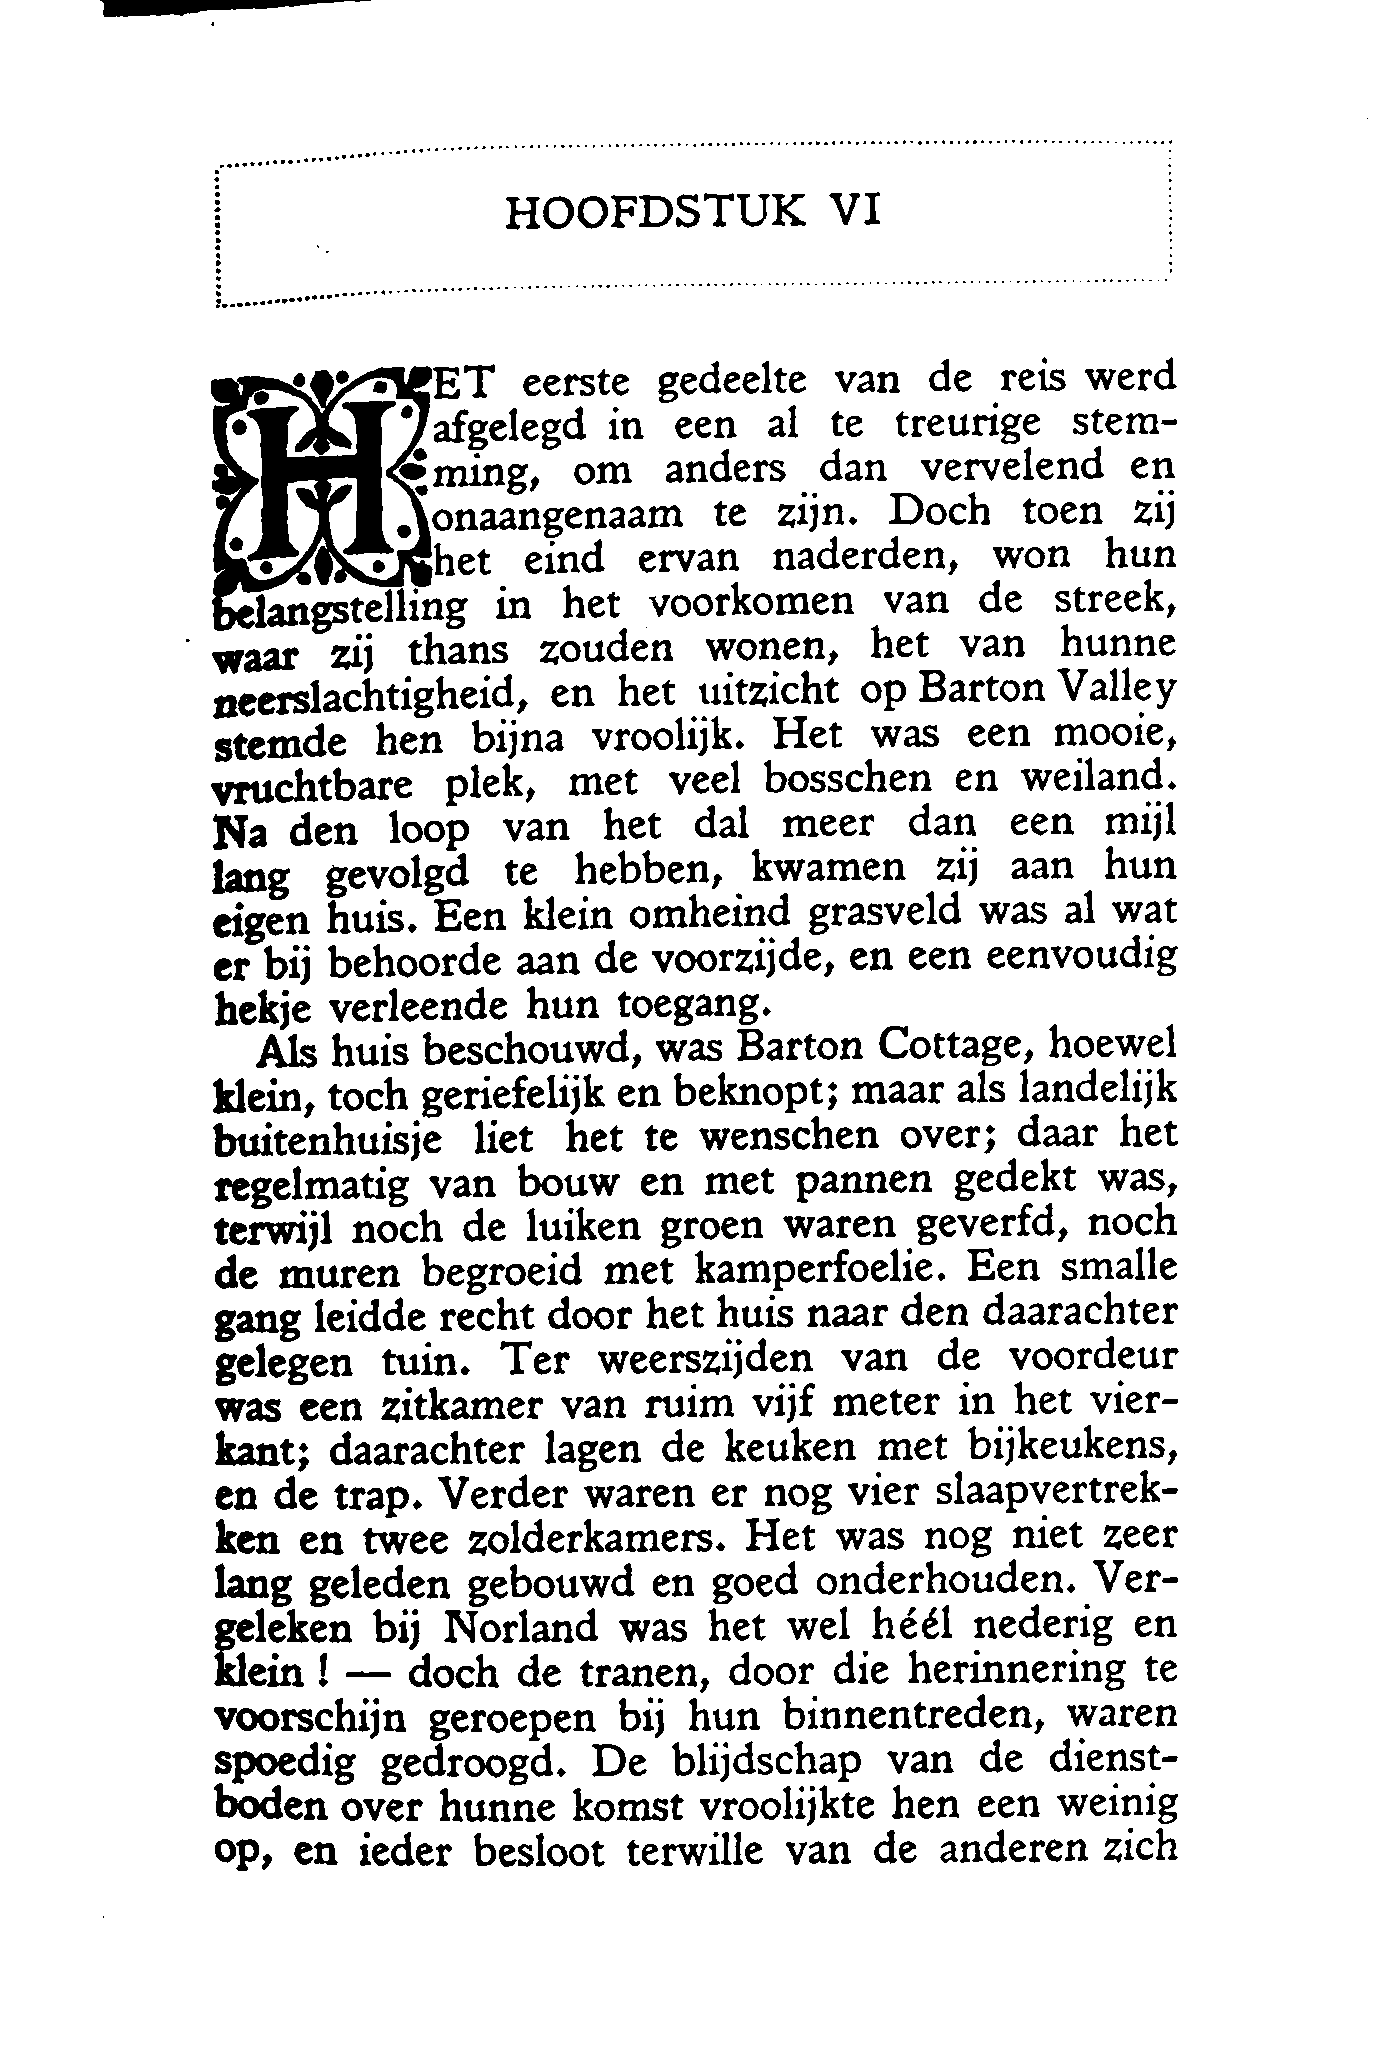 HOOFDSTUK VI
HET eerste gedeelte van de reis werd
afgelegd in een al te treurige stem-
ming, om anders dan vervelend en
onaangenaam te zijn. Doch toen zij
het eind ervan naderden, won hun
belangstelling in het voorkomen van de streek,
waar zij thans zouden wonen, het van hunne
neerslachtigheid, en het uitzicht op Barton Valley
stemde hen bijna vroolijk. Het was een mooie,
vruchtbare plek, met veel bosschen en weiland.
Na den loop van het dal meer dan een mijl
lang gevolgd te hebben, kwamen zij aan hun
eigen huis. Een klein omheind grasveld was al wat
er bij behoorde aan de voorzijde, en een eenvoudig
hekje verleende hun toegang.
Als huis beschouwd, was Barton Cottage, hoewel
klein, toch geriefelijk en beknopt; maar als landelijk
buitenhuisje liet het te wenschen over; daar het
regelmatig van bouw en met pannen gedekt was,
terwijl noch de luiken groen waren geverfd, noch
de muren begroeid met kamperfoelie. Een smalle
gang leidde recht door het huis naar den daarachter
gelegen tuin. Ter weerszijden van de voordeur
was een zitkamer van ruim vijf meter in het vier-
kant; daarachter lagen de keuken met bijkeukens,
en de trap. Verder waren er nog vier slaapvertrek-
ken en twee zolderkamers. Het was nog niet zeer
lang geleden gebouwd en goed onderhouden. Ver-
geleken bij Norland was het wel héél nederig en
klein ! — doch de tranen, door die herinnering te
voorschijn geroepen bij hun binnentreden, waren
spoedig gedroogd. De blijdschap van de dienst-
boden over hunne komst vroolijkte hen een weinig
op, en ieder besloot terwille van de anderen zich